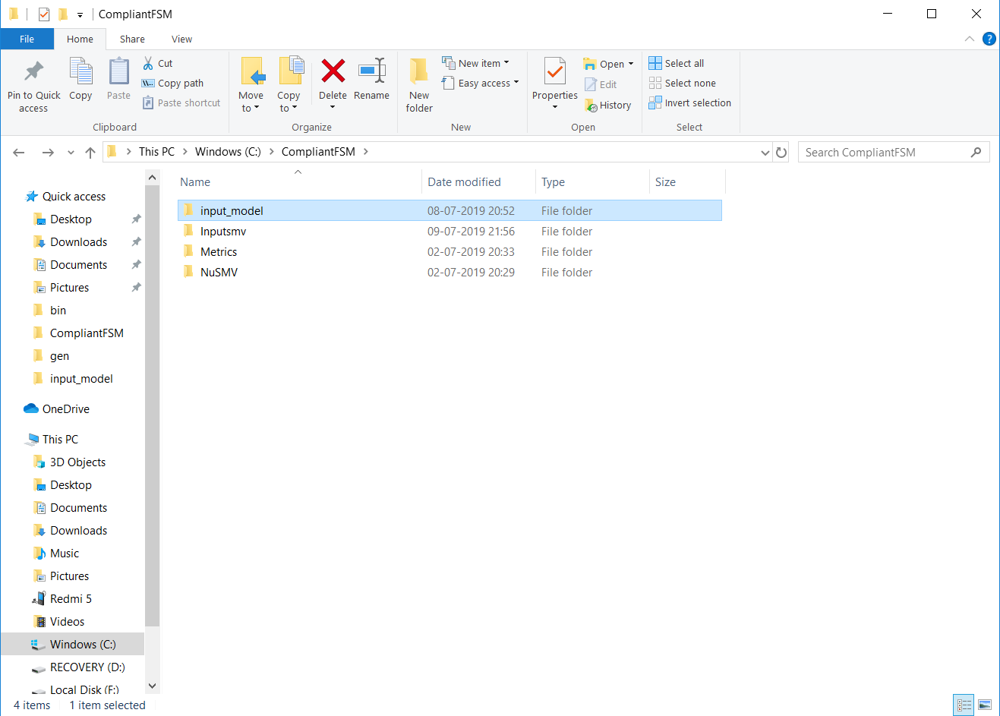 CompliantFSM
File Home Share View
Pin to Quick access
Copy
Paste
Cut
Copy path
Paste shortcut
Clipboard
Move to
Copy to
Delete
Rename
Organize
New folder
New item
Easy access
New
Properties
Open
Edit
History
Open
Select all
Select none
Invert selection
Select
This PC Windows (C:) CompliantFSM
Search CompliantFSM
Quick access
Desktop
Downloads
Documents
Pictures
bin
CompliantFSM
gen
input_model
OneDrive
This PC
3D Objects
Desktop
Documents
Downloads
Music
Pictures
Redmi 5
Videos
Windows (C:)
RECOVERY (D:)
Local Disk (F:)
Name Date modified Type Size
input_model 08-07-2019 20:52 File folder
Inputsmv 09-07-2019 21:56 File folder
Metrics 02-07-2019 20:33 File folder
NuSMV 02-07-2019 20:29 File folder
4 items 1 item selected